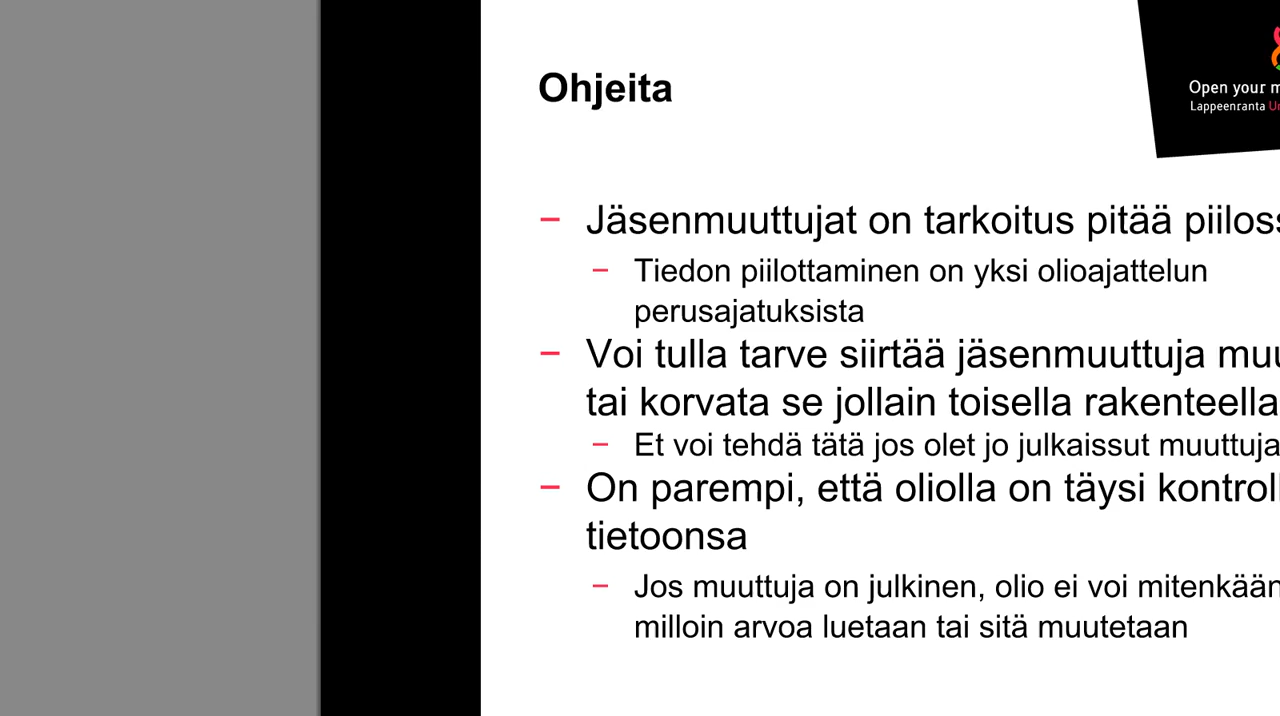 Ohjeita
Open your
Lappeenranta
– Jäsenmuuttujat on tarkoitus pitää
– Tiedon piilottaminen on yksi olioajattelun
perusajatuksista
– Voi tulla tarve siirtää jäsenmuuttuja
tai korvata se jollain toisella rakenteella
– Et voi tehdä tätä jos olet jo julkaissut
– On parempi, että oliolla on täysi
tietoonsa
– Jos muuttuja on julkinen, olio ei voi mitenkään
milloin arvoa luetaan tai sitä muutetaan